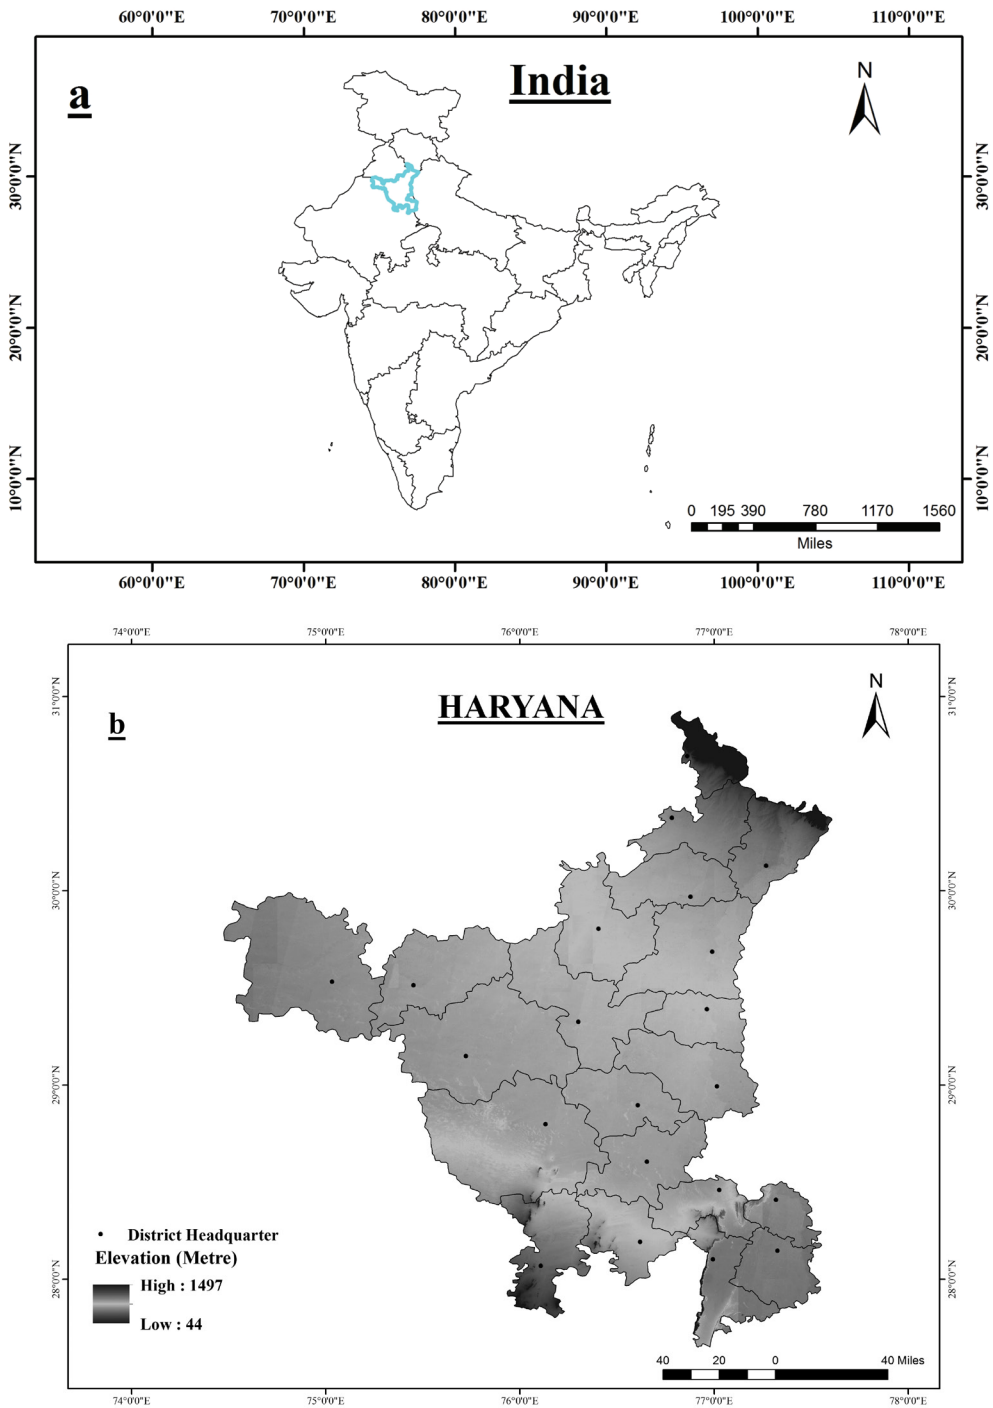 60°0'0"E 70°0'0"E 80°0'0"E 90°0'0"E 100°0'0"E 110°0'0"E
a
India
N
30°0'0"N 30°0'0"N
20°0'0"N 20°0'0"N
10°0'0"N 10°0'0"N
0 195 390 780 1170 1560
Miles
60°0'0"E 70°0'0"E 80°0'0"E 90°0'0"E 100°0'0"E 110°0'0"E
74°0'0"E 75°0'0"E 76°0'0"E 77°0'0"E 78°0'0"E
b
HARYANA
N
31°0'0"N 31°0'0"N
30°0'0"N 30°0'0"N
29°0'0"N 29°0'0"N
28°0'0"N 28°0'0"N
District Headquarter
Elevation (Metre)
High : 1497
Low : 44
40 20 0 40 Miles
74°0'0"E 75°0'0"E 76°0'0"E 77°0'0"E 78°0'0"E